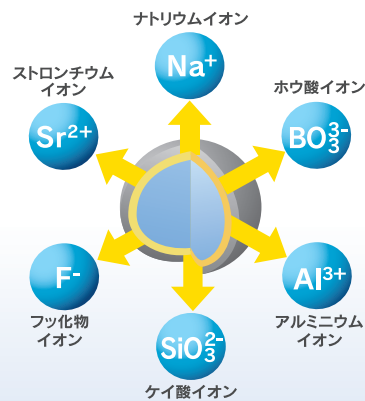 ナトリウムイオン
Na⁺
ストロンチウム
イオン
Sr²⁺
ホウ酸イオン
BO₃³⁻
F⁻
フッ化物
イオン
Al³⁺
アルミニウム
イオン
SiO₃²⁻
ケイ酸イオン